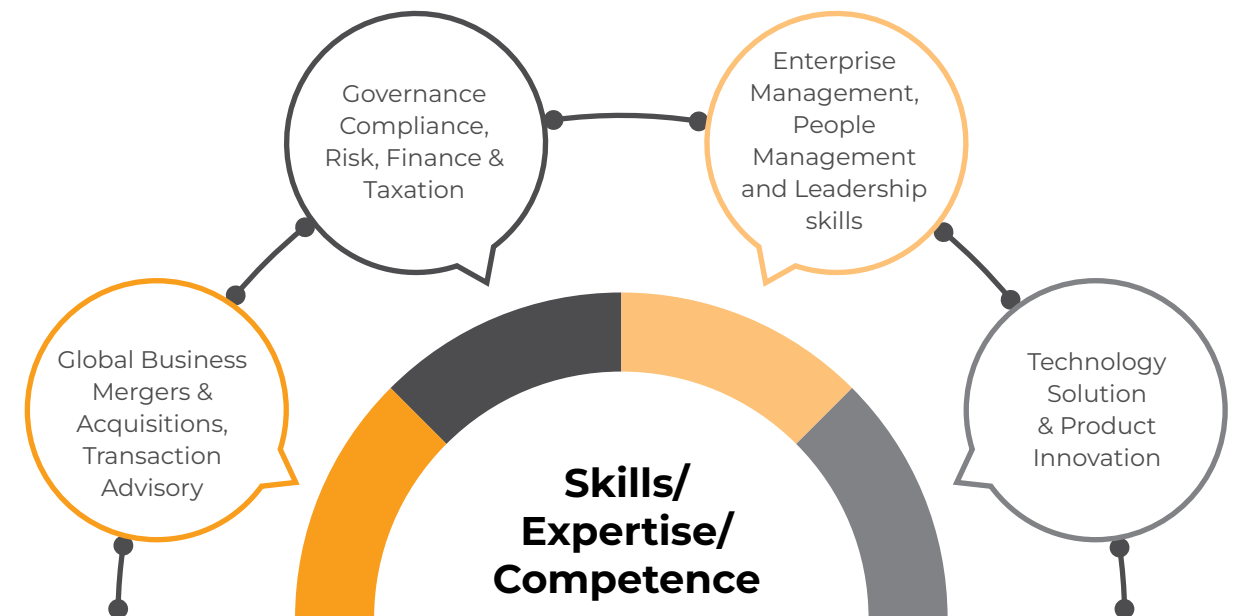 Governance
Compliance,
Risk, Finance &
Taxation
Enterprise
Management,
People
Management
and Leadership
skills
Global Business
Mergers &
Acquisitions,
Transaction
Advisory
Technology
Solution
& Product
Innovation
Skills/
Expertise/
Competence